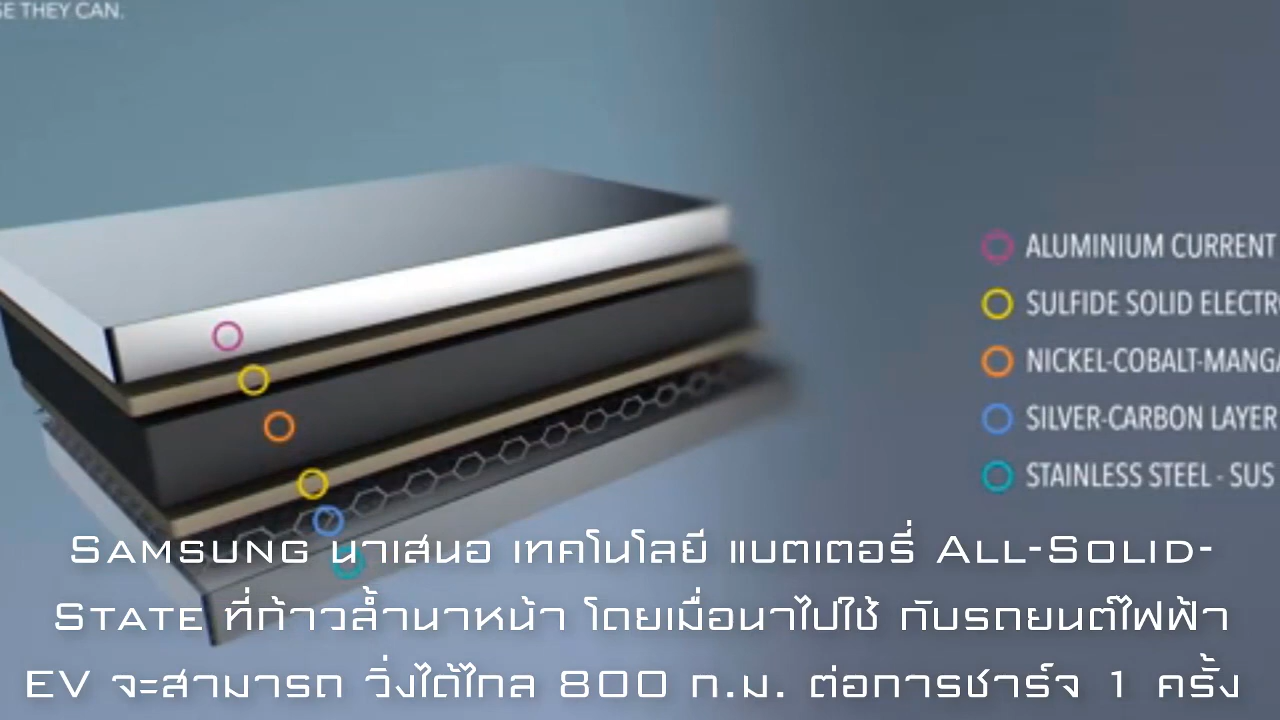 SE THEY CAN.
ALUMINIUM CURRENT
SULFIDE SOLID ELECTRO
NICKEL-COBALT-MANGA
SILVER-CARBON LAYER
STAINLESS STEEL - SUS
SAMSUNG นาเสนอ เทคโนโลยี แบตเตอรี่ ALL-SOLID-
STATE ที่ก้าวล้ำนาหน้า โดยเมื่อนาไปใช้ กับรถยนต์ไฟฟ้า
EV จะสามารถ วิ่งได้ไกล 800 ก.ม. ต่อการชาร์จ 1 ครั้ง